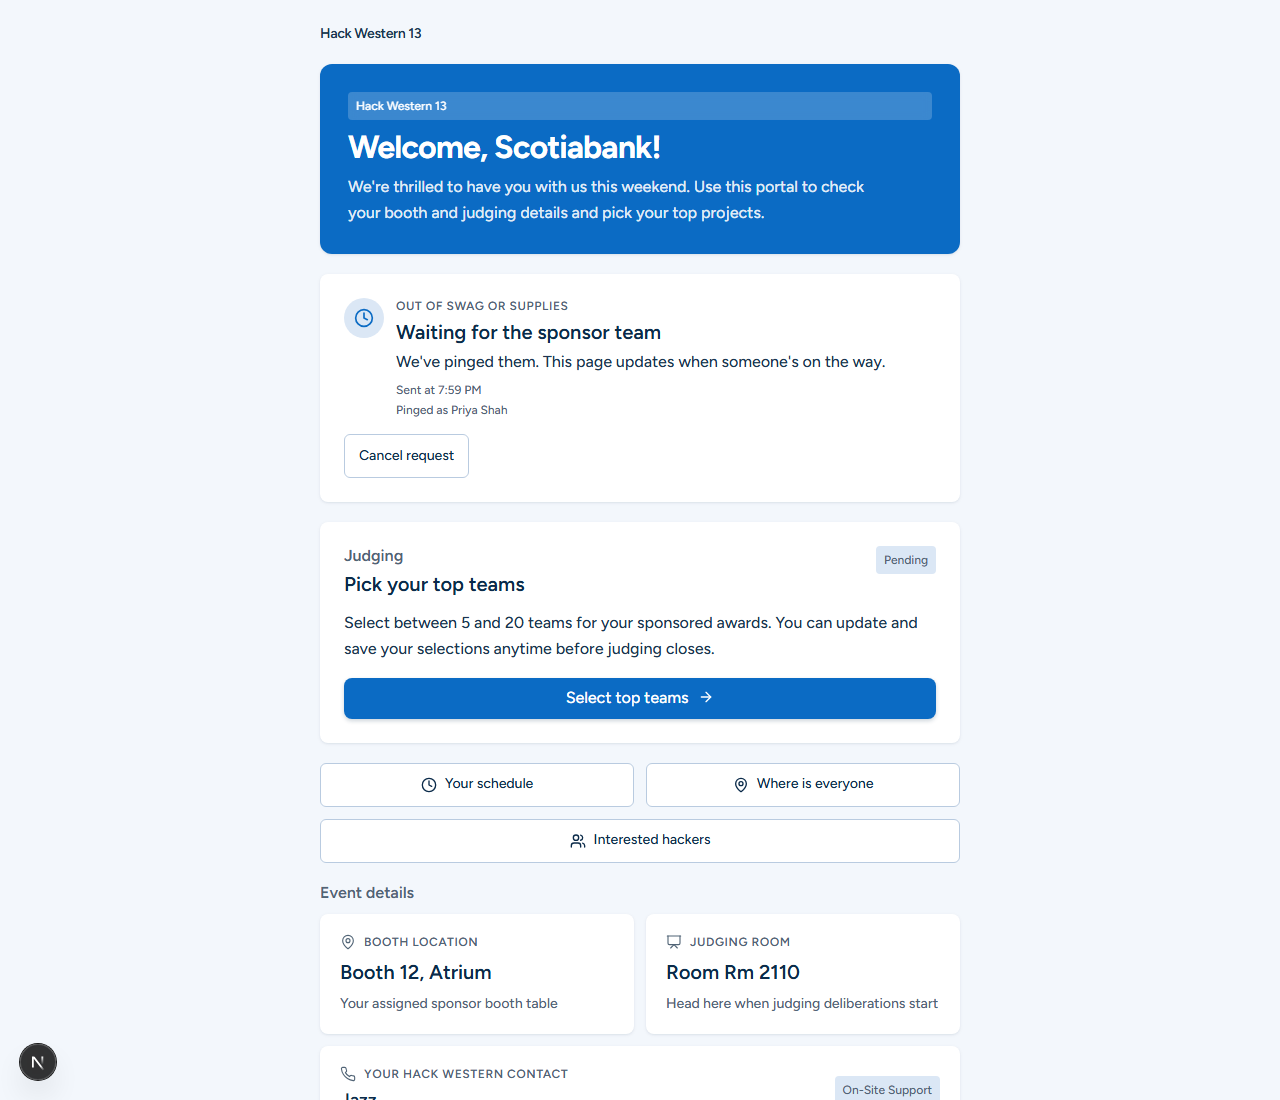 Hack Western 13
Hack Western 13
Welcome, Scotiabank!
We're thrilled to have you with us this weekend. Use this portal to check
your booth and judging details and pick your top projects.
OUT OF SWAG OR SUPPLIES
Waiting for the sponsor team
We've pinged them. This page updates when someone's on the way.
Sent at 7:59 PM
Pinged as Priya Shah
Cancel request
Judging
Pending
Pick your top teams
Select between 5 and 20 teams for your sponsored awards. You can update and
save your selections anytime before judging closes.
Select top teams
Your schedule
Where is everyone
Interested hackers
Event details
BOOTH LOCATION
Booth 12, Atrium
Your assigned sponsor booth table
JUDGING ROOM
Room Rm 2110
Head here when judging deliberations start
YOUR HACK WESTERN CONTACT
Jazz
On-Site Support
N